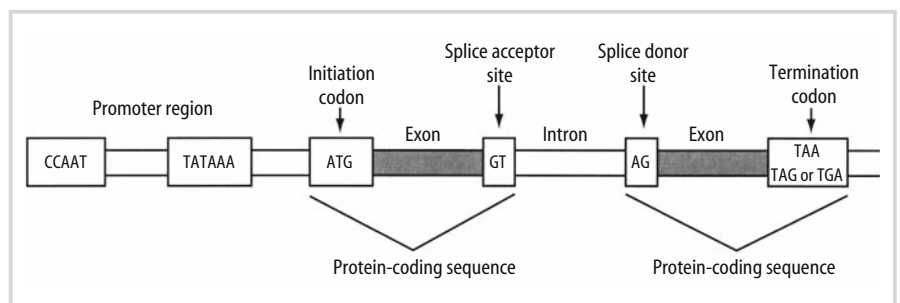 Splice acceptor
site
Splice donor
site
Initiation
codon
Termination
codon
Promoter region
Exon
Intron
Exon
CCAAT
TATAAA
ATG
GT
AG
TAA
TAG or TGA
Protein-coding sequence
Protein-coding sequence